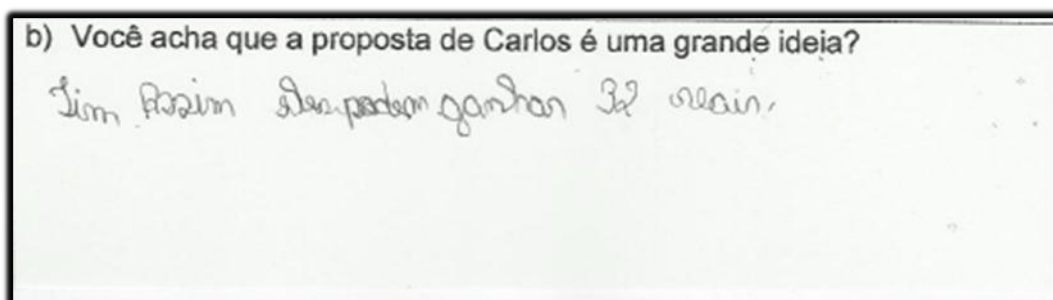 b) Você acha que a proposta de Carlos é uma grande ideia?
Sim Assim eles podem ganhar 32 reais.